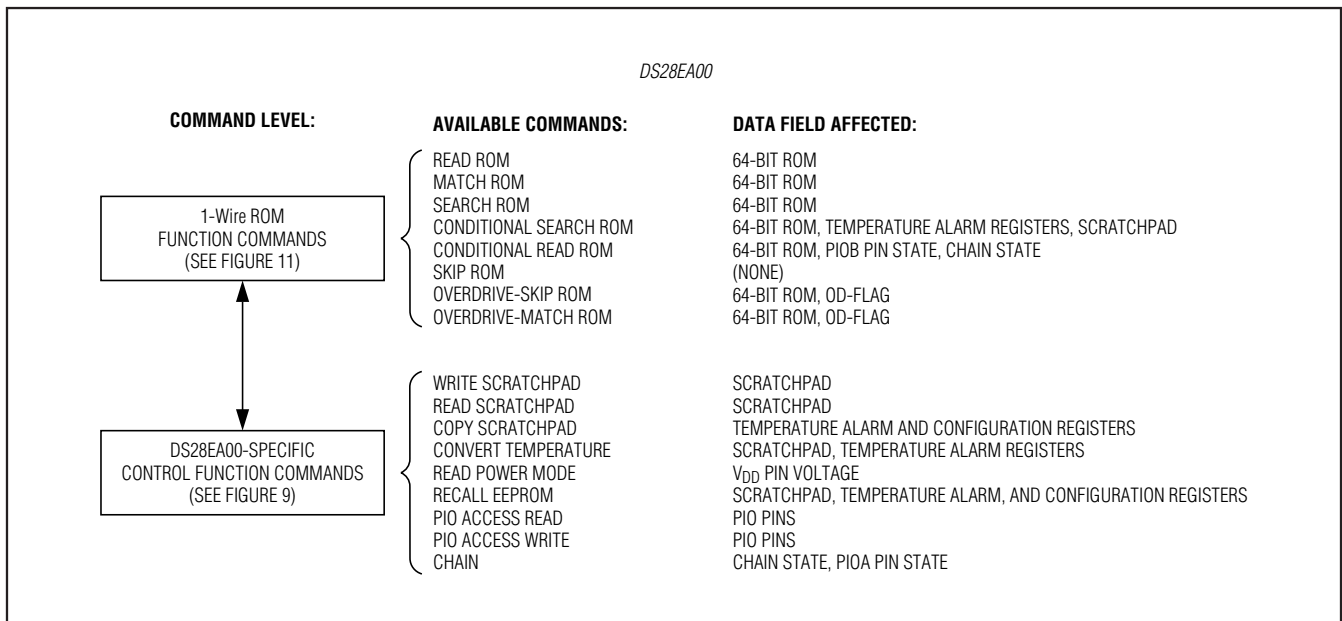 DS28EA00
COMMAND LEVEL: AVAILABLE COMMANDS: DATA FIELD AFFECTED:
1-Wire ROM
FUNCTION COMMANDS
(SEE FIGURE 11)
READ ROM 64-BIT ROM
MATCH ROM 64-BIT ROM
SEARCH ROM 64-BIT ROM
CONDITIONAL SEARCH ROM 64-BIT ROM, TEMPERATURE ALARM REGISTERS, SCRATCHPAD
CONDITIONAL READ ROM 64-BIT ROM, PIOB PIN STATE, CHAIN STATE
SKIP ROM (NONE)
OVERDRIVE-SKIP ROM 64-BIT ROM, OD-FLAG
OVERDRIVE-MATCH ROM 64-BIT ROM, OD-FLAG
DS28EA00-SPECIFIC
CONTROL FUNCTION COMMANDS
(SEE FIGURE 9)
WRITE SCRATCHPAD SCRATCHPAD
READ SCRATCHPAD SCRATCHPAD
COPY SCRATCHPAD TEMPERATURE ALARM AND CONFIGURATION REGISTERS
CONVERT TEMPERATURE SCRATCHPAD, TEMPERATURE ALARM REGISTERS
READ POWER MODE VDD PIN VOLTAGE
RECALL EEPROM SCRATCHPAD, TEMPERATURE ALARM, AND CONFIGURATION REGISTERS
PIO ACCESS READ PIO PINS
PIO ACCESS WRITE PIO PINS
CHAIN CHAIN STATE, PIOA PIN STATE